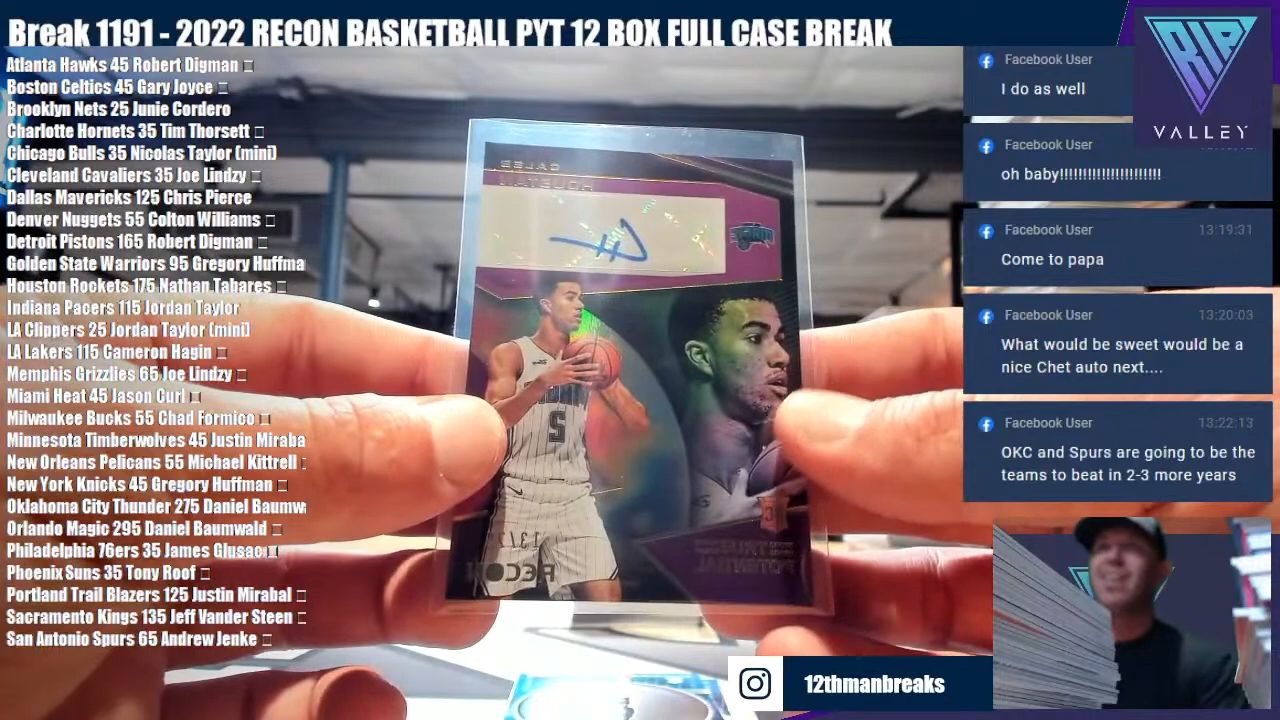 Break 1191 - 2022 RECON BASKETBALL PYT 12 BOX FULL CASE BREAK
Atlanta Hawks 45 Robert Digman
Boston Celtics 45 Gary Joyce
Brooklyn Nets 25 Junie Cordero
Charlotte Hornets 35 Tim Thorsett
Chicago Bulls 35 Nicolas Taylor (mini)
Cleveland Cavaliers 35 Joe Lindzy
Dallas Mavericks 125 Chris Pierce
Denver Nuggets 55 Colton Williams
Detroit Pistons 165 Robert Digman
Golden State Warriors 95 Gregory Huffma
Houston Rockets 175 Nathan Tabares
Indiana Pacers 115 Jordan Taylor
LA Clippers 25 Jordan Taylor (mini)
LA Lakers 115 Cameron Hagin
Memphis Grizzlies 65 Joe Lindzy
Miami Heat 45 Jason Curl
Milwaukee Bucks 55 Chad Formico
Minnesota Timberwolves 45 Justin Miraba
New Orleans Pelicans 55 Michael Kittrell
New York Knicks 45 Gregory Huffman
Oklahoma City Thunder 275 Daniel Baumw
Orlando Magic 295 Daniel Baumwald
Philadelphia 76ers 35 James Glusao
Phoenix Suns 35 Tony Roof
Portland Trail Blazers 125 Justin Mirabal
Sacramento Kings 135 Jeff Vander Steen
San Antonio Spurs 65 Andrew Jenke
CALEB
HOUSTAN
5
RECON
POTENTIAL
Facebook User
I do as well
Facebook User
oh baby!!!!!!!!!!!!!!!!!!!!!!
Facebook User 13:19:31
Come to papa
Facebook User 13:20:03
What would be sweet would be a
nice Chet auto next....
Facebook User 13:22:13
OKC and Spurs are going to be the
teams to beat in 2-3 more years
RIP
VALLEY
12thmanbreaks